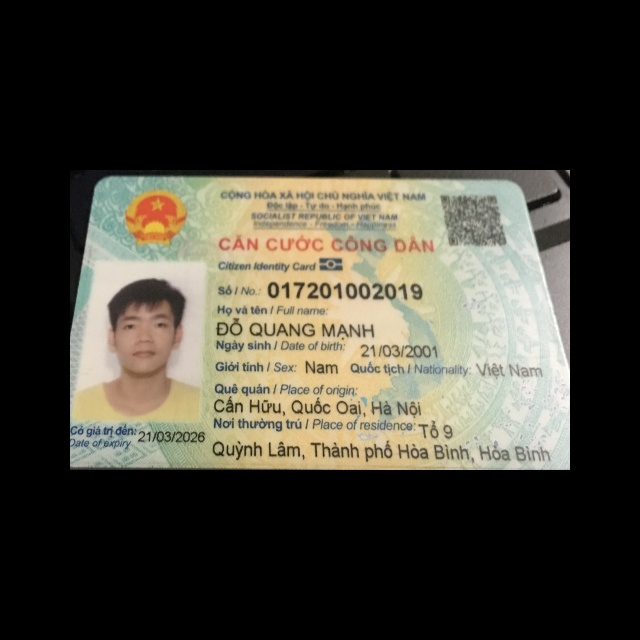 CỘNG HÒA XÃ HỘI CHỦ NGHĨA VIỆT NAM
Độc lập - Tự do - Hạnh phúc
SOCIALIST REPUBLIC OF VIET NAM
Independence - Freedom - Happiness
CĂN CƯỚC CÔNG DÂN
Citizen Identity Card
Số / No.: 017201002019
Họ và tên / Full name:
ĐỖ QUANG MẠNH
Ngày sinh / Date of birth: 21/03/2001
Giới tính / Sex: Nam Quốc tịch / Nationality: Việt Nam
Quê quán / Place of origin:
Cấn Hữu, Quốc Oai, Hà Nội
Nơi thường trú / Place of residence: Tổ 9
Quỳnh Lâm, Thành phố Hòa Bình, Hòa Bình
Có giá trị đến: 21/03/2026
Date of expiry